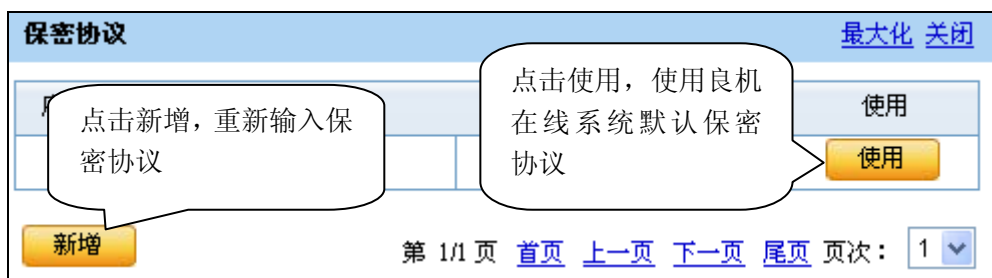 保密协议 最大化 关闭
点击使用，使用良机
在线系统默认保密
协议
使用
点击新增，重新输入保
密协议
使用
新增 第 1/1 页 首页 上一页 下一页 尾页 页次： 1